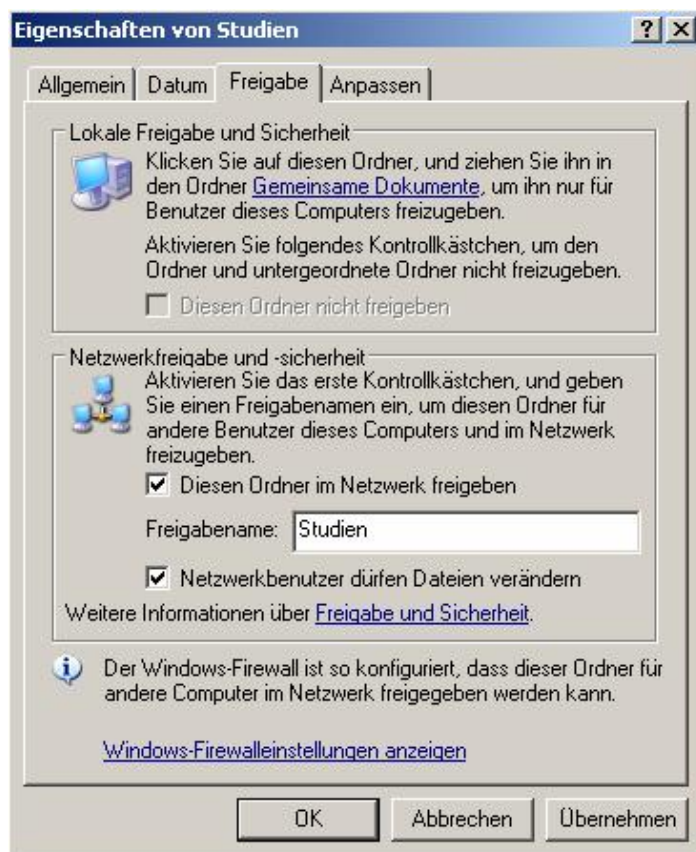 Eigenschaften von Studien
Allgemein Datum Freigabe Anpassen
Lokale Freigabe und Sicherheit
Klicken Sie auf diesen Ordner, und ziehen Sie ihn in
den Ordner Gemeinsame Dokumente, um ihn nur für
Benutzer dieses Computers freizugeben.
Aktivieren Sie folgendes Kontrollkästchen, um den
Ordner und untergeordnete Ordner nicht freizugeben.
Diesen Ordner nicht freigeben
Netzwerkfreigabe und -sicherheit
Aktivieren Sie das erste Kontrollkästchen, und geben
Sie einen Freigabenamen ein, um diesen Ordner für
andere Benutzer dieses Computers und im Netzwerk
freizugeben.
Diesen Ordner im Netzwerk freigeben
Freigabename: Studien
Netzwerkbenutzer dürfen Dateien verändern
Weitere Informationen über Freigabe und Sicherheit.
Der Windows-Firewall ist so konfiguriert, dass dieser Ordner für
andere Computer im Netzwerk freigegeben werden kann.
Windows-Firewalleinstellungen anzeigen
OK Abbrechen Übernehmen